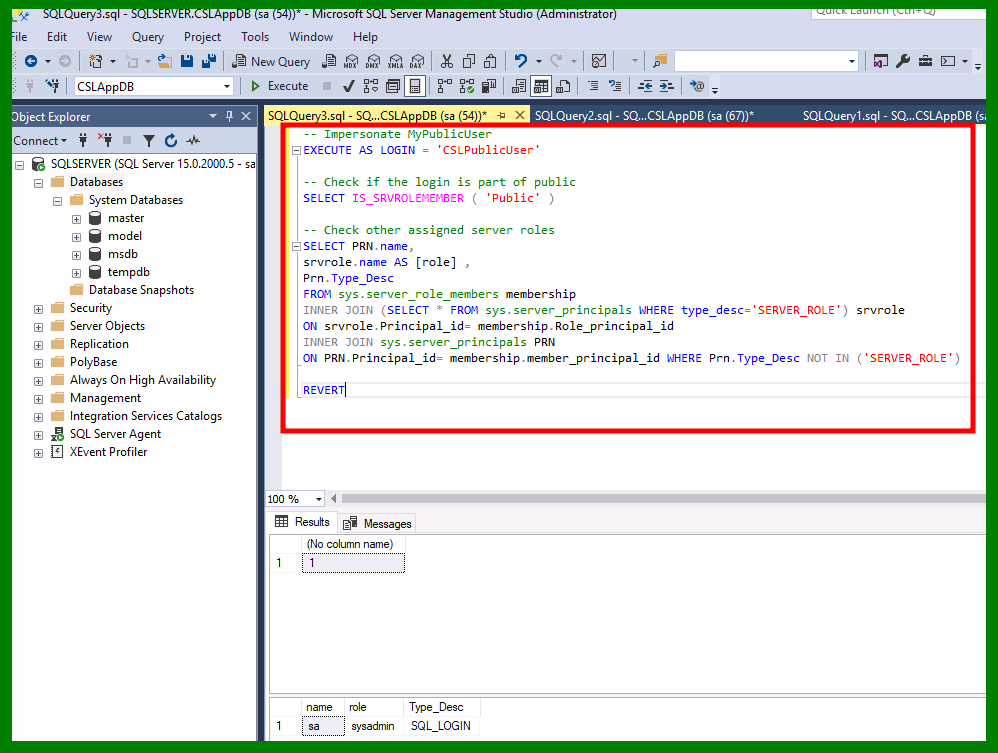 SQLQuery3.sql - SQLSERVER.CSLAppDB (sa (54))* - Microsoft SQL Server Management Studio (Administrator)
Quick Launch (Ctrl+Q)
File Edit View Query Project Tools Window Help
New Query MDX DMX XMLA DAX
CSLAppDB Execute
Object Explorer
SQLQuery3.sql - SQ...CSLAppDB (sa (54))* SQLQuery2.sql - SQ...CSLAppDB (sa (67))* SQLQuery1.sql - SQ...CSLAppDB (sa
Connect
SQLSERVER (SQL Server 15.0.2000.5 - sa
Databases
System Databases
master
model
msdb
tempdb
Database Snapshots
Security
Server Objects
Replication
PolyBase
Always On High Availability
Management
Integration Services Catalogs
SQL Server Agent
XEvent Profiler
-- Impersonate MyPublicUser
EXECUTE AS LOGIN = 'CSLPublicUser'
-- Check if the login is part of public
SELECT IS_SRVROLEMEMBER ( 'Public' )
-- Check other assigned server roles
SELECT PRN.name,
srvrole.name AS [role] ,
Prn.Type_Desc
FROM sys.server_role_members membership
INNER JOIN (SELECT * FROM sys.server_principals WHERE type_desc='SERVER_ROLE') srvrole
ON srvrole.Principal_id= membership.Role_principal_id
INNER JOIN sys.server_principals PRN
ON PRN.Principal_id= membership.member_principal_id WHERE Prn.Type_Desc NOT IN ('SERVER_ROLE')
REVERT
100 %
Results Messages
(No column name)
1 1
name role Type_Desc
1 sa sysadmin SQL_LOGIN